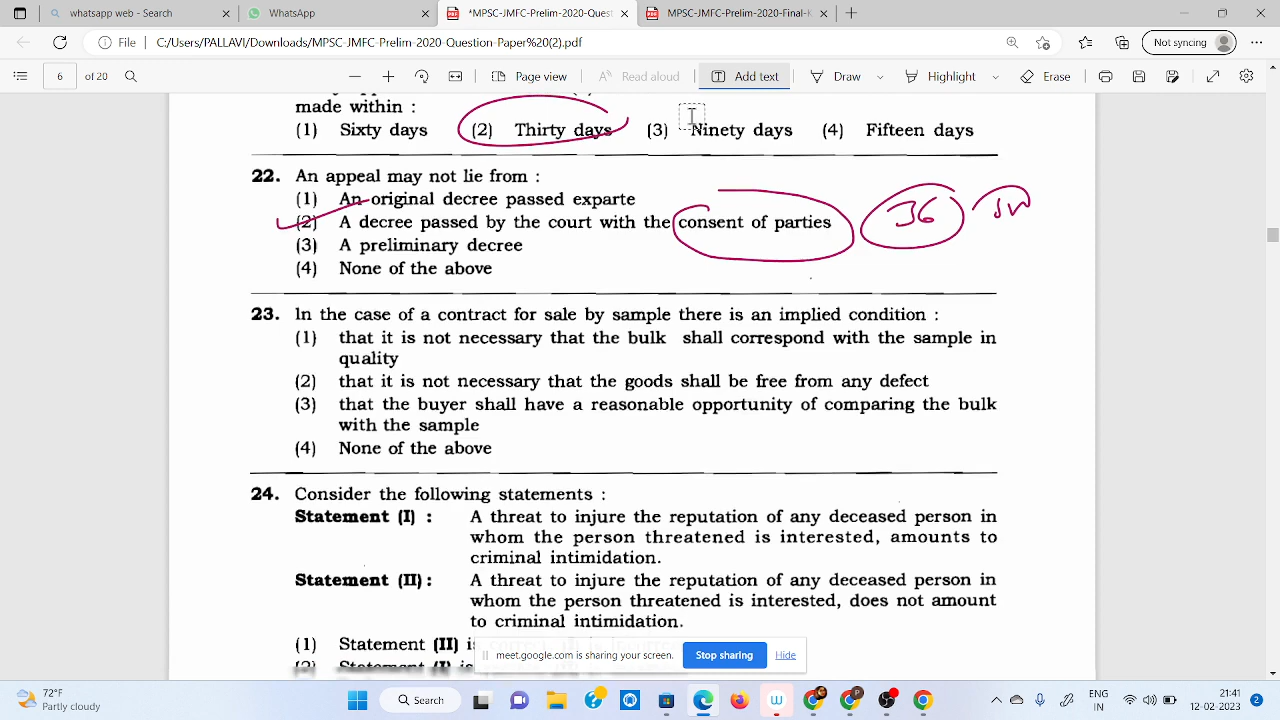 whatsapp web - Search
WhatsApp
*MPSC-JMFC-Prelim-2020-Quest
MPSC-JMFC-Prelim-2020-Final-K
File
C:/Users/PALLAVI/Downloads/MPSC JMFC-Prelim-2020-Question-Paper%20(2).pdf
Not syncing
6 of 20
Page view
Read aloud
Add text
Draw
Highlight
Erase
made within :
(1) Sixty days (2) Thirty days (3) Ninety days (4) Fifteen days
22. An appeal may not lie from :
(1) An original decree passed exparte
(2) A decree passed by the court with the consent of parties 36
(3) A preliminary decree
(4) None of the above
23. In the case of a contract for sale by sample there is an implied condition :
(1) that it is not necessary that the bulk shall correspond with the sample in
quality
(2) that it is not necessary that the goods shall be free from any defect
(3) that the buyer shall have a reasonable opportunity of comparing the bulk
with the sample
(4) None of the above
24. Consider the following statements :
Statement (I) : A threat to injure the reputation of any deceased person in
whom the person threatened is interested, amounts to
criminal intimidation.
Statement (II) : A threat to injure the reputation of any deceased person in
whom the person threatened is interested, does not amount
to criminal intimidation.
(1) Statement (II) is
meet.google.com is sharing your screen. Stop sharing Hide
(2) Statement (I) is
72°F
Partly cloudy
Search
ENG
IN
21:41
12-02-2023
2